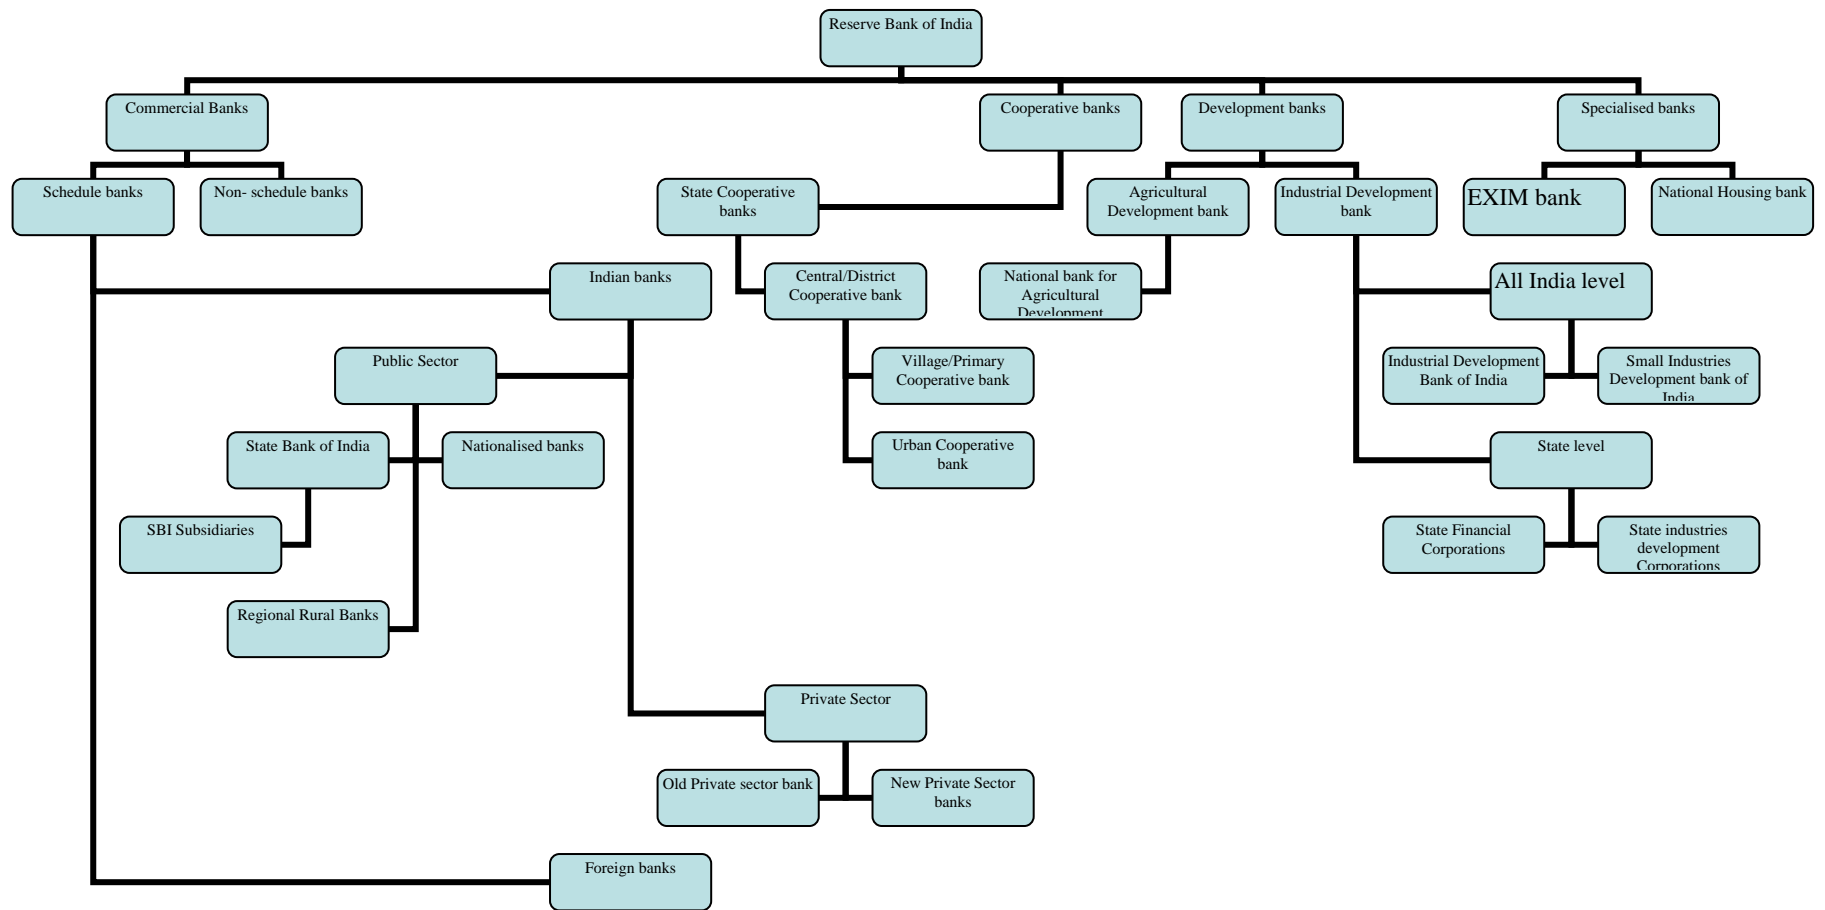 Reserve Bank of India
Commercial Banks
Cooperative banks
Development banks
Specialised banks
Schedule banks
Non- schedule banks
State Cooperative
banks
Agricultural
Development bank
Industrial Development
bank
EXIM bank
National Housing bank
Indian banks
Central/District
Cooperative bank
National bank for
Agricultural
Development
All India level
Public Sector
Village/Primary
Cooperative bank
Industrial Development
Bank of India
Small Industries
Development bank of
India
State Bank of India
Nationalised banks
Urban Cooperative
bank
State level
SBI Subsidiaries
State Financial
Corporations
State industries
development
Corporations
Regional Rural Banks
Private Sector
Old Private sector bank
New Private Sector
banks
Foreign banks